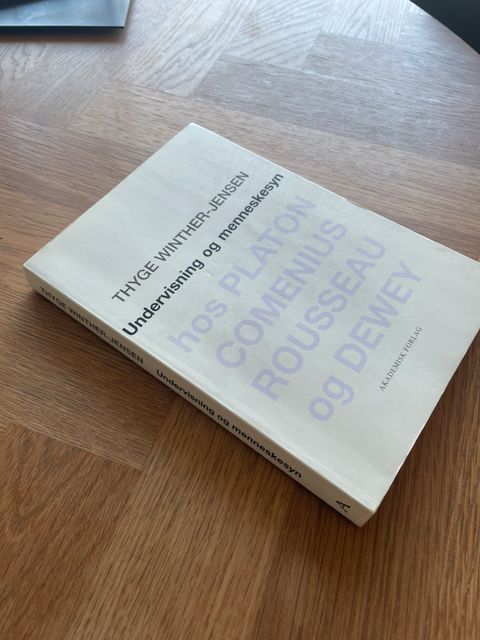 THYGE WINTHER-JENSEN
Undervisning og menneskesyn
hos PLATON
COMENIUS
ROUSSEAU
og DEWEY
AKADEMISK FORLAG
THYGE WINTHER-JENSEN Undervisning og menneskesyn A